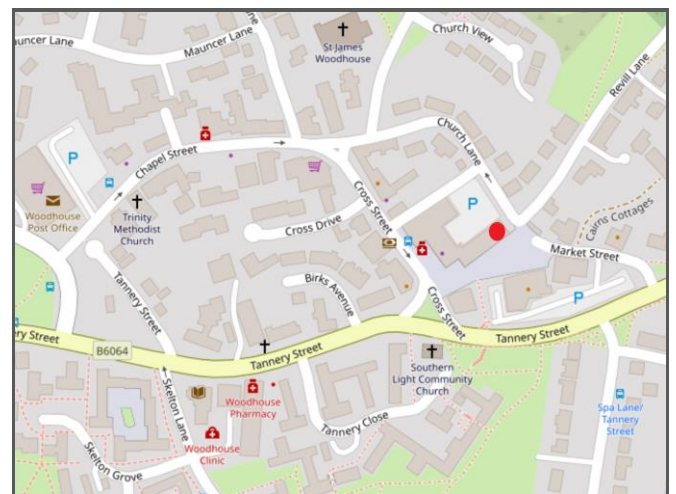 auncer Lane
Mauncer Lane
St James
Woodhouse
Church View
Revill Lane
P
Chapel Street
Church Lane
Woodhouse
Post Office
Trinity
Methodist
Church
Cross Street
P
Cross Drive
Cairns Cottages
Market Street
Tannery Street
Birks Avenue
Cross Street
P
ry Street
B6064
Tannery Street
Tannery Street
Southern
Light Community
Church
Skelton Lane
Woodhouse
Pharmacy
Spa Lane/
Tannery
Street
Tannery Close
Woodhouse
Clinic
Skelton Grove